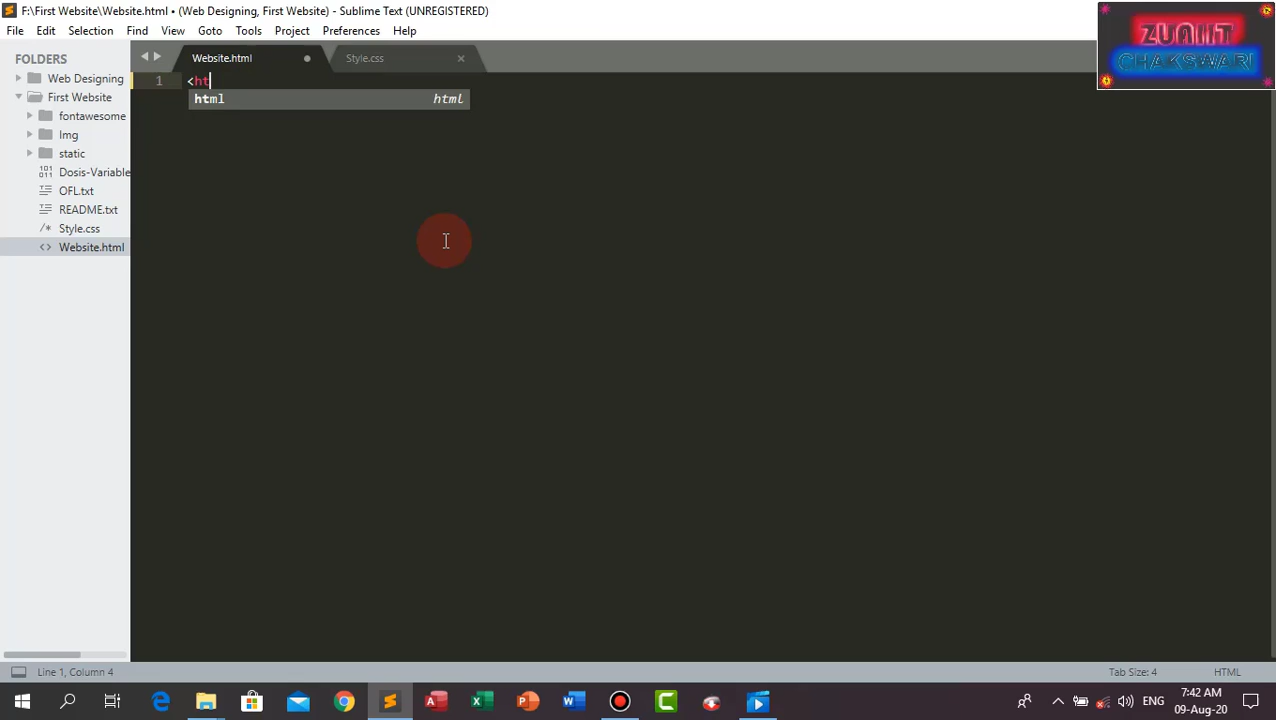 F:\First Website\Website.html • (Web Designing, First Website) - Sublime Text (UNREGISTERED)
File Edit Selection Find View Goto Tools Project Preferences Help
ZUAIIT
CHAKSWARI
FOLDERS
Web Designing
First Website
fontawesome
Img
static
Dosis-Variable
OFL.txt
README.txt
Style.css
Website.html
Website.html Style.css
1 <ht
html html
Line 1, Column 4 Tab Size: 4 HTML
ENG 7:42 AM
09-Aug-20